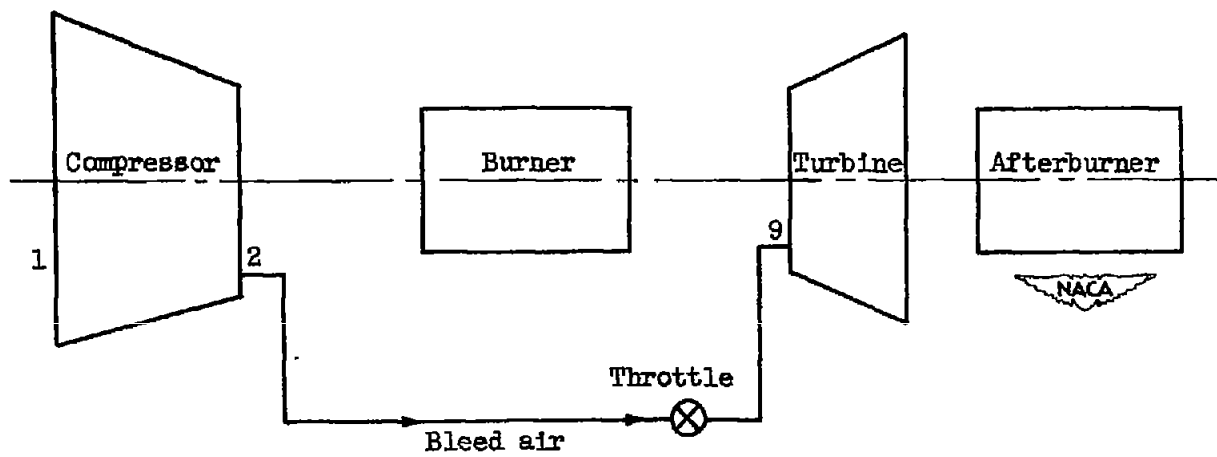 Compressor
Burner
Turbine
Afterburner
1
2
9
NACA
Throttle
Bleed air